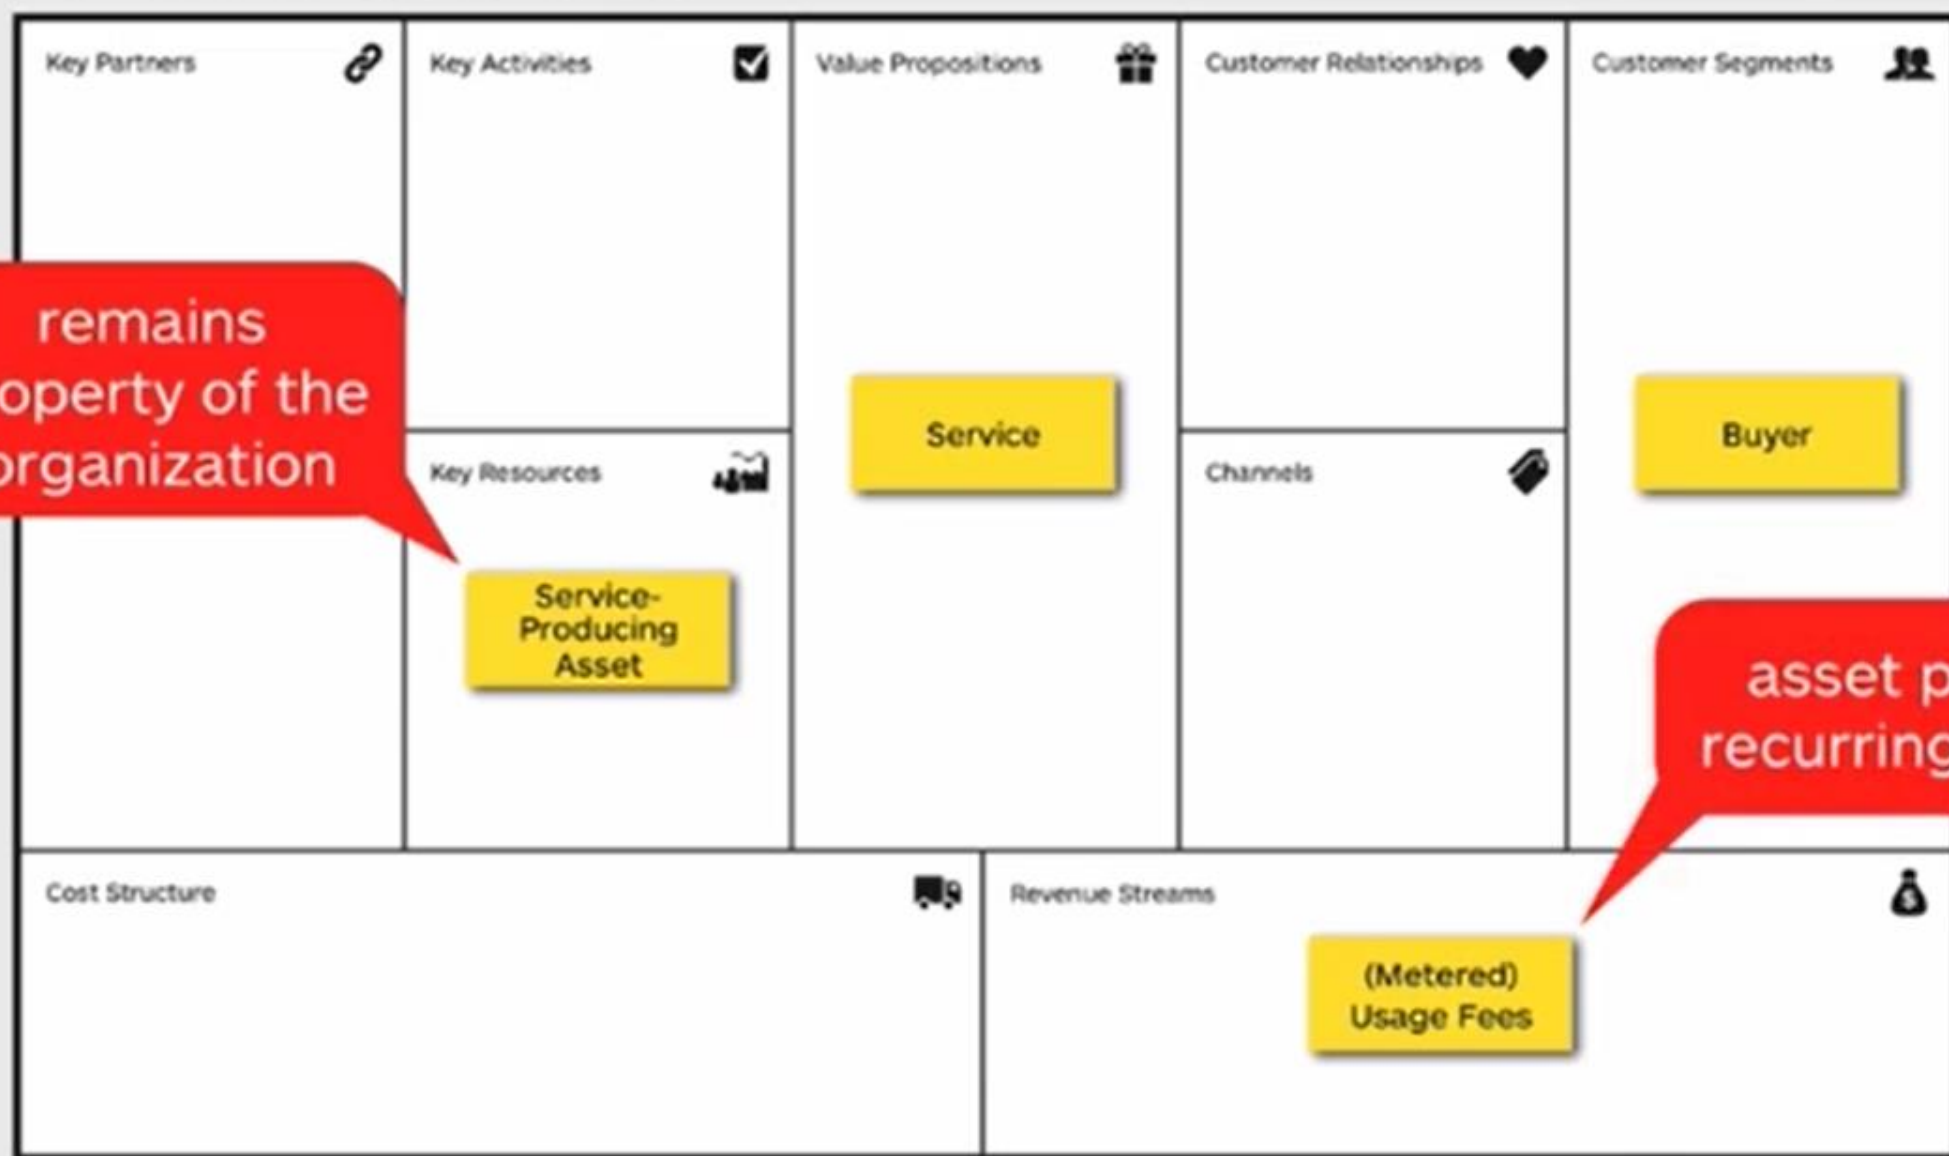 Key Partners
Key Activities
Value Propositions
Customer Relationships
Customer Segments
remains
operty of the
organization
Service
Buyer
Key Resources
Channels
Service-
Producing
Asset
asset p
recurring
Cost Structure
Revenue Streams
(Metered)
Usage Fees